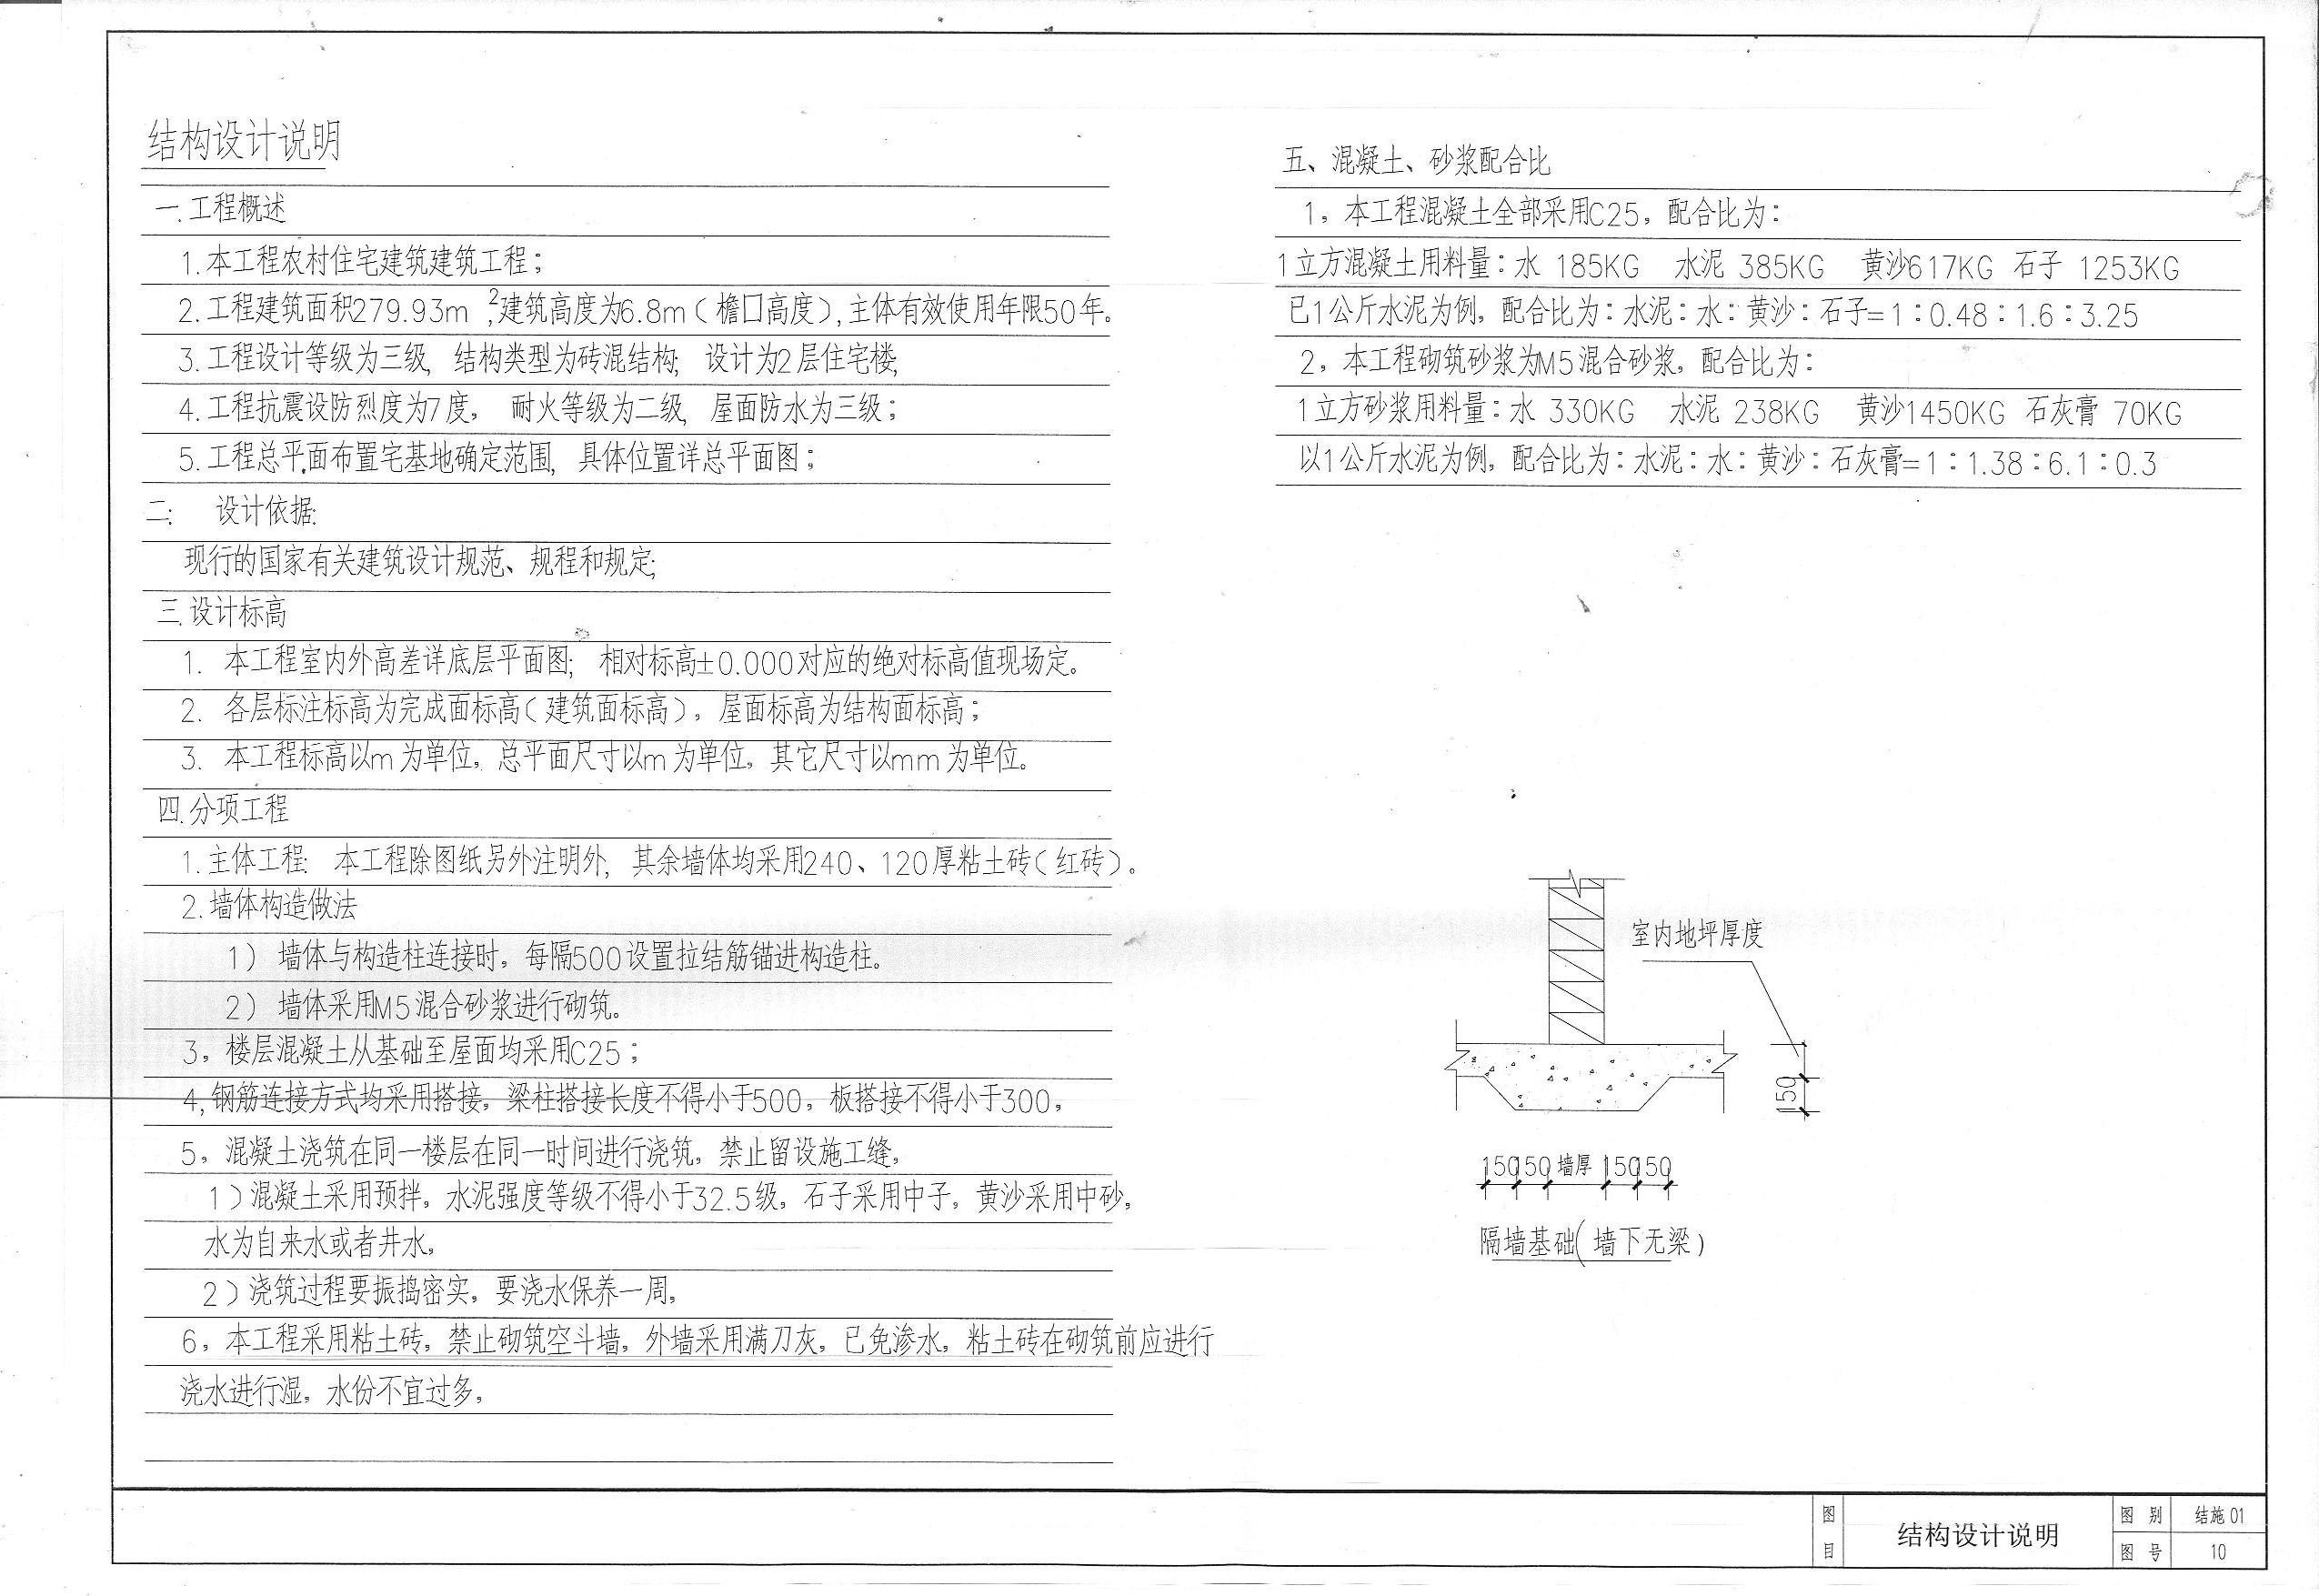 结构设计说明
一.工程概述
1.本工程农村住宅建筑建筑工程；
2.工程建筑面积279.93m²,建筑高度为6.8m（檐口高度）,主体有效使用年限50年。
3.工程设计等级为三级, 结构类型为砖混结构; 设计为2层住宅楼;
4.工程抗震设防烈度为7度， 耐火等级为二级, 屋面防水为三级；
5.工程总平面布置宅基地确定范围, 具体位置详总平面图；
二: 设计依据:
现行的国家有关建筑设计规范、规程和规定;
三.设计标高
1. 本工程室内外高差详底层平面图; 相对标高±0.000对应的绝对标高值现场定。
2. 各层标注标高为完成面标高（建筑面标高），屋面标高为结构面标高；
3. 本工程标高以m为单位，总平面尺寸以m为单位，其它尺寸以mm为单位。
四.分项工程
1.主体工程: 本工程除图纸另外注明外, 其余墙体均采用240、120厚粘土砖（红砖）。
2.墙体构造做法
1） 墙体与构造柱连接时，每隔500设置拉结筋锚进构造柱。
2） 墙体采用M5混合砂浆进行砌筑。
3，楼层混凝土从基础至屋面均采用C25；
4,钢筋连接方式均采用搭接，梁柱搭接长度不得小于500，板搭接不得小于300，
5，混凝土浇筑在同一楼层在同一时间进行浇筑，禁止留设施工缝，
1）混凝土采用预拌，水泥强度等级不得小于32.5级，石子采用中子，黄沙采用中砂，
水为自来水或者井水，
2）浇筑过程要振捣密实，要浇水保养一周，
6，本工程采用粘土砖，禁止砌筑空斗墙，外墙采用满刀灰，已免渗水，粘土砖在砌筑前应进行
浇水进行湿，水份不宜过多，
五、混凝土、砂浆配合比
1，本工程混凝土全部采用C25，配合比为：
1立方混凝土用料量：水 185KG 水泥 385KG 黄沙617KG 石子 1253KG
已1公斤水泥为例，配合比为：水泥：水：黄沙：石子=1：0.48：1.6：3.25
2，本工程砌筑砂浆为M5混合砂浆，配合比为：
1立方砂浆用料量：水 330KG 水泥 238KG 黄沙1450KG 石灰膏 70KG
以1公斤水泥为例，配合比为：水泥：水：黄沙：石灰膏=1：1.38：6.1：0.3
室内地坪厚度
150
150 150 墙厚 150 150
隔墙基础（墙下无梁）
图目
结构设计说明
图别
结施01
图号
10